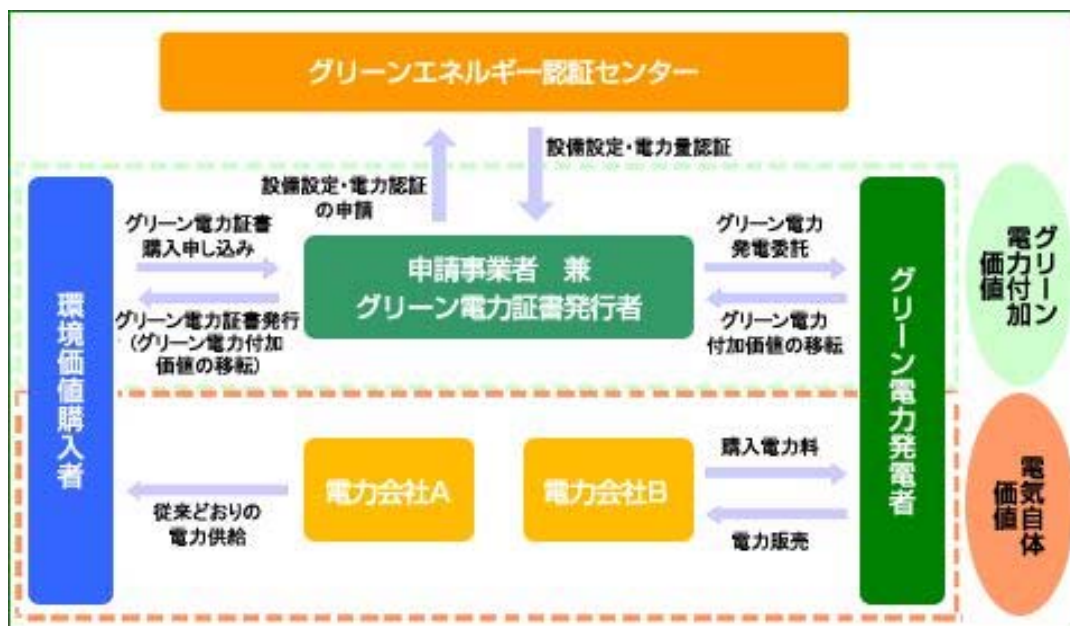 グリーンエネルギー認証センター
設備設定・電力量認証
設備設定・電力認証
の申請
グリーン電力証書
購入申し込み
グリーン電力証書発行
(グリーン電力付加
価値の移転)
環境価値購入者
申請事業者 兼
グリーン電力証書発行者
グリーン電力
発電委託
グリーン電力
付加価値の移転
グリーン電力発電者
グリーン
電力付加
価値
従来どおりの
電力供給
電力会社A
電力会社B
購入電力料
電力販売
電気自体
価値